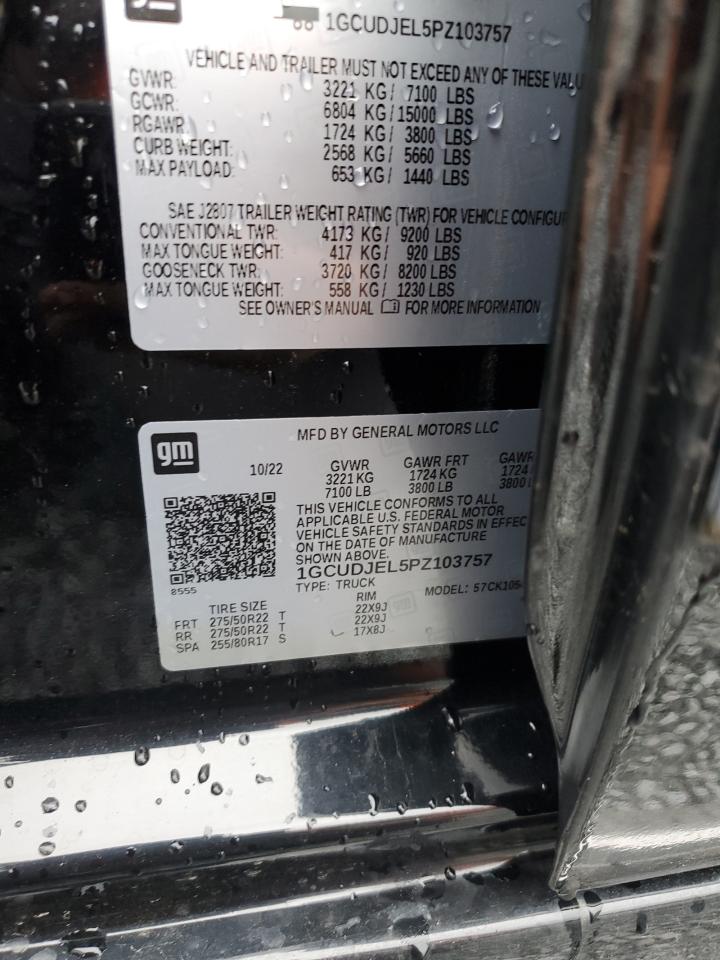 gm
1GCUDJEL5PZ103757
VEHICLE AND TRAILER MUST NOT EXCEED ANY OF THESE VALU
GVWR: 3221 KG / 7100 LBS
GCWR: 6804 KG / 15000 LBS
RGAWR: 1724 KG / 3800 LBS
CURB WEIGHT: 2568 KG / 5660 LBS
MAX PAYLOAD: 653 KG / 1440 LBS
SAE J2807 TRAILER WEIGHT RATING (TWR) FOR VEHICLE CONFIGU
CONVENTIONAL TWR: 4173 KG / 9200 LBS
MAX TONGUE WEIGHT: 417 KG / 920 LBS
GOOSENECK TWR: 3720 KG / 8200 LBS
MAX TONGUE WEIGHT: 558 KG / 1230 LBS
SEE OWNER'S MANUAL FOR MORE INFORMATION
gm
MFD BY GENERAL MOTORS LLC
10/22 GVWR GAWR FRT GAWR
3221 KG 1724 KG 1724
7100 LB 3800 LB 3800 L
THIS VEHICLE CONFORMS TO ALL
APPLICABLE U.S. FEDERAL MOTOR
VEHICLE SAFETY STANDARDS IN EFFEC
ON THE DATE OF MANUFACTURE
SHOWN ABOVE.
1GCUDJEL5PZ103757
8555
TYPE: TRUCK MODEL: 57CK105
TIRE SIZE RIM
FRT 275/50R22 T 22X9J
RR 275/50R22 T 22X9J
SPA 255/80R17 S 17X8J